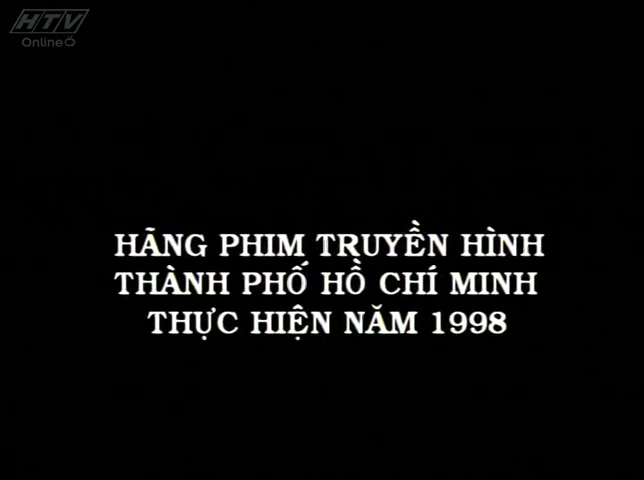 HTV
Online
HÃNG PHIM TRUYỀN HÌNH
THÀNH PHỐ HỒ CHÍ MINH
THỰC HIỆN NĂM 1998